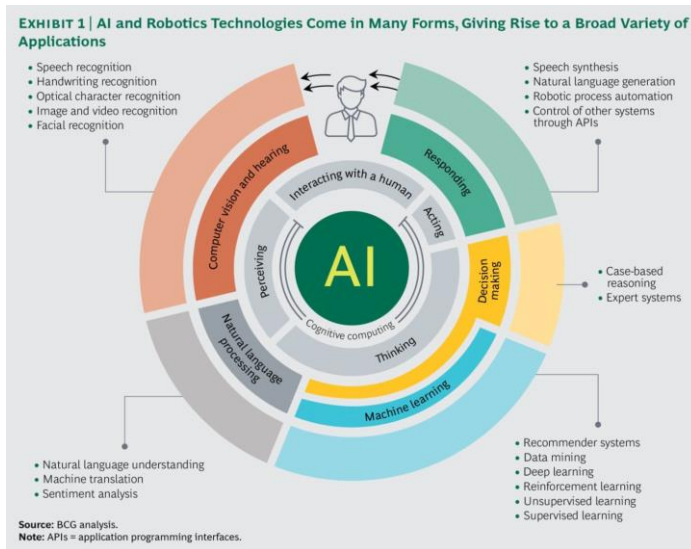 EXHIBIT 1 | AI and Robotics Technologies Come in Many Forms, Giving Rise to a Broad Variety of
Applications
• Speech recognition
• Handwriting recognition
• Optical character recognition
• Image and video recognition
• Facial recognition
• Speech synthesis
• Natural language generation
• Robotic process automation
• Control of other systems
through APIs
Computer vision and hearing
Responding
Interacting with a human
Acting
Perceiving
AI
Decision
making
• Case-based
reasoning
• Expert systems
Cognitive computing
Thinking
Natural language
processing
Machine learning
• Natural language understanding
• Machine translation
• Sentiment analysis
• Recommender systems
• Data mining
• Deep learning
• Reinforcement learning
• Unsupervised learning
• Supervised learning
Source: BCG analysis.
Note: APIs = application programming interfaces.